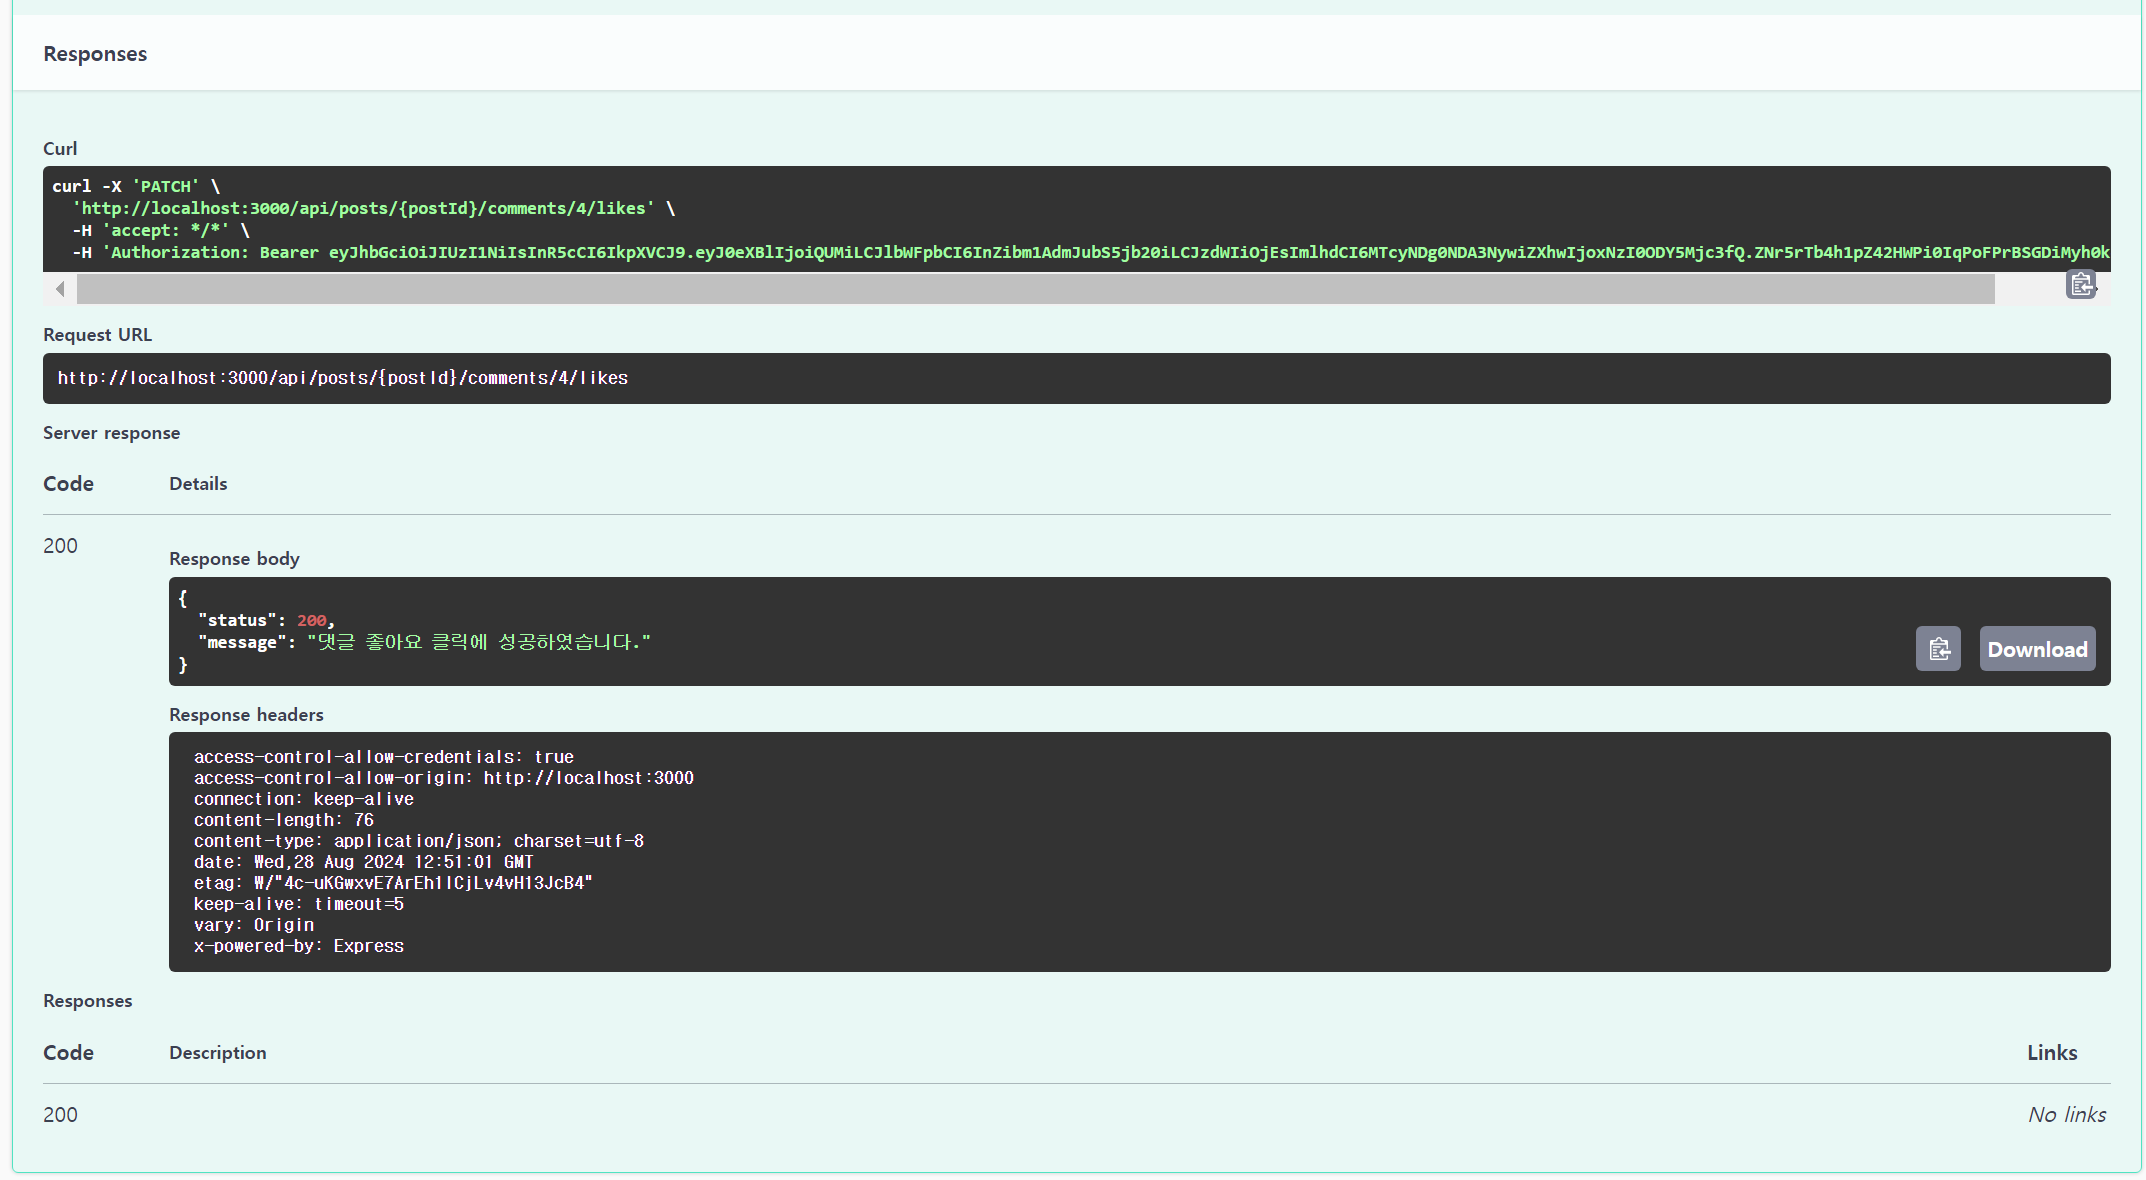 Responses
Curl
curl -X 'PATCH' \
'http://localhost:3000/api/posts/{postId}/comments/4/likes' \
-H 'accept: */*' \
-H 'Authorization: Bearer eyJhbGciOiJIUzI1NiIsInR5cCI6IkpXVCJ9.eyJ0eXBlIjoiQUMiLCJlbWFpbCI6InZibm1AdmJubS5jb20iLCJzdWIiOjEsImlhdCI6MTcyNDg0NDA3NywiZXhwIjoxNzI0ODY5Mjc3fQ.ZNr5rTb4h1pZ42HWPi0IqPoFPrBSGDiMyh0k
Request URL
http://localhost:3000/api/posts/{postId}/comments/4/likes
Server response
Code Details
200
Response body
{
"status": 200,
"message": "댓글 좋아요 클릭에 성공하였습니다."
}
Download
Response headers
access-control-allow-credentials: true
access-control-allow-origin: http://localhost:3000
connection: keep-alive
content-length: 76
content-type: application/json; charset=utf-8
date: Wed,28 Aug 2024 12:51:01 GMT
etag: W/"4c-uKGwxvE7ArEh1lCjLv4vH13JcB4"
keep-alive: timeout=5
vary: Origin
x-powered-by: Express
Responses
Code Description Links
200 No links